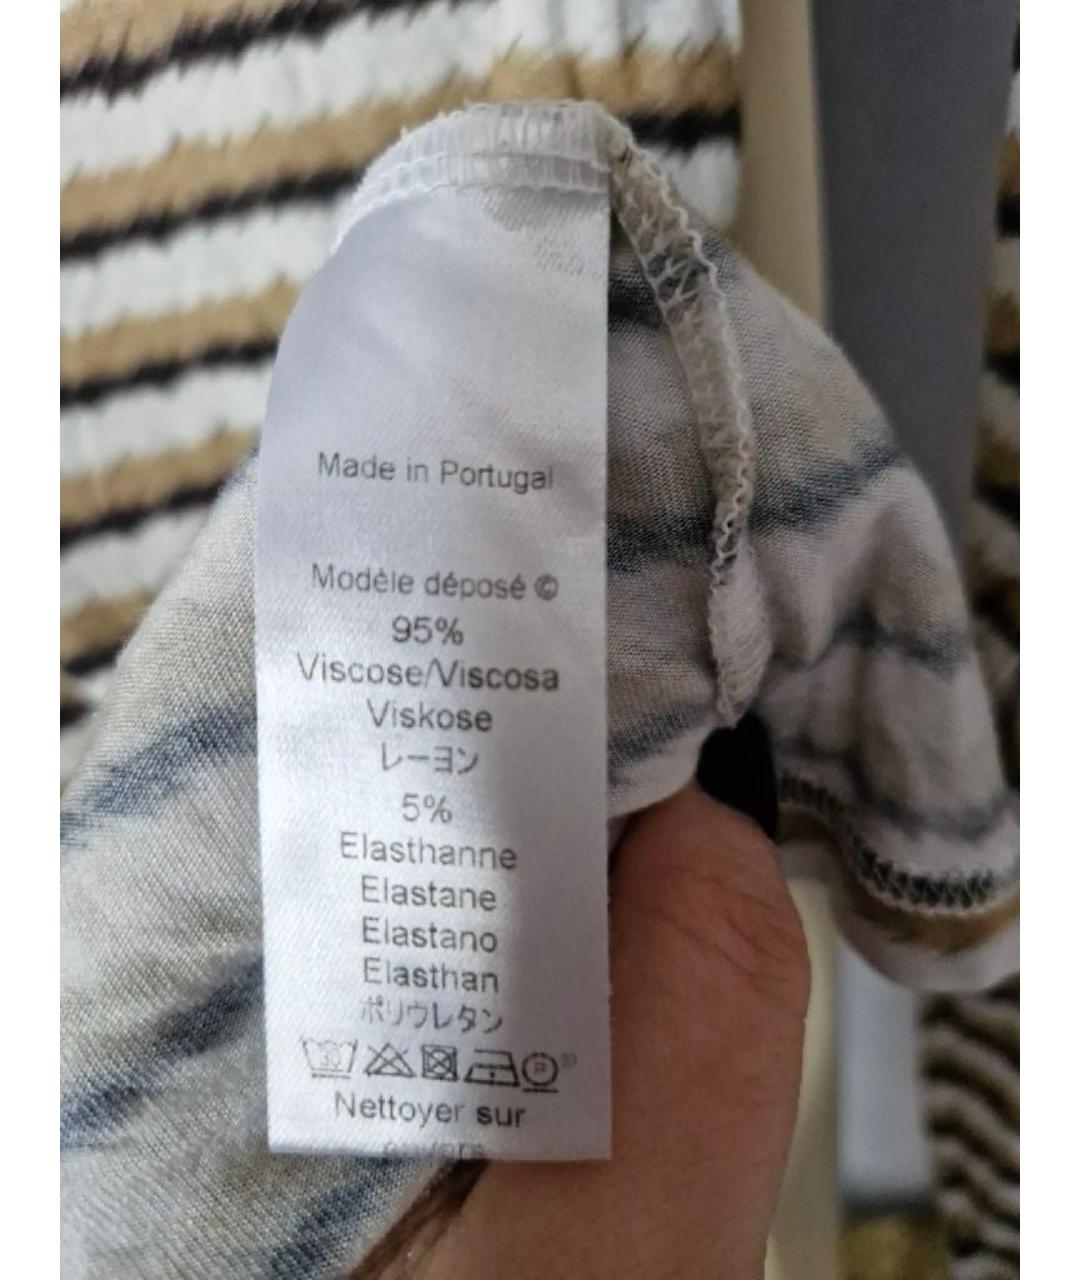 Made in Portugal
Modèle déposé ©
95%
Viscose/Viscosa
Viskose
レーヨン
5%
Elasthanne
Elastane
Elastano
Elasthan
ポリウレタン
30 P
Nettoyer sur